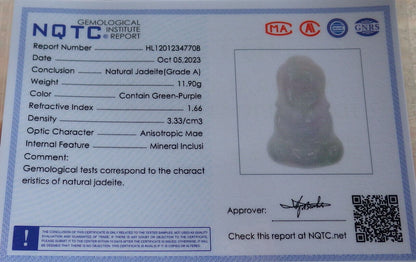 NQTC ® GEMOLOGICAL
INSTITUTE
REPORT
MA GNRS
Report Number HL12012347708
Date Oct 05,2023
Conclusion Natural Jadeite(Grade A)
Weight 11.90g
Color Contain Green-Purple
Refractive Index 1.66
Density 3.33/cm3
Optic Character Anisotropic Mae
Internal Feature Mineral Inclusi
Comment:
Gemological tests correspond to the charact
eristics of natural jadeite.
Approver:
Check this report at NQTC.net